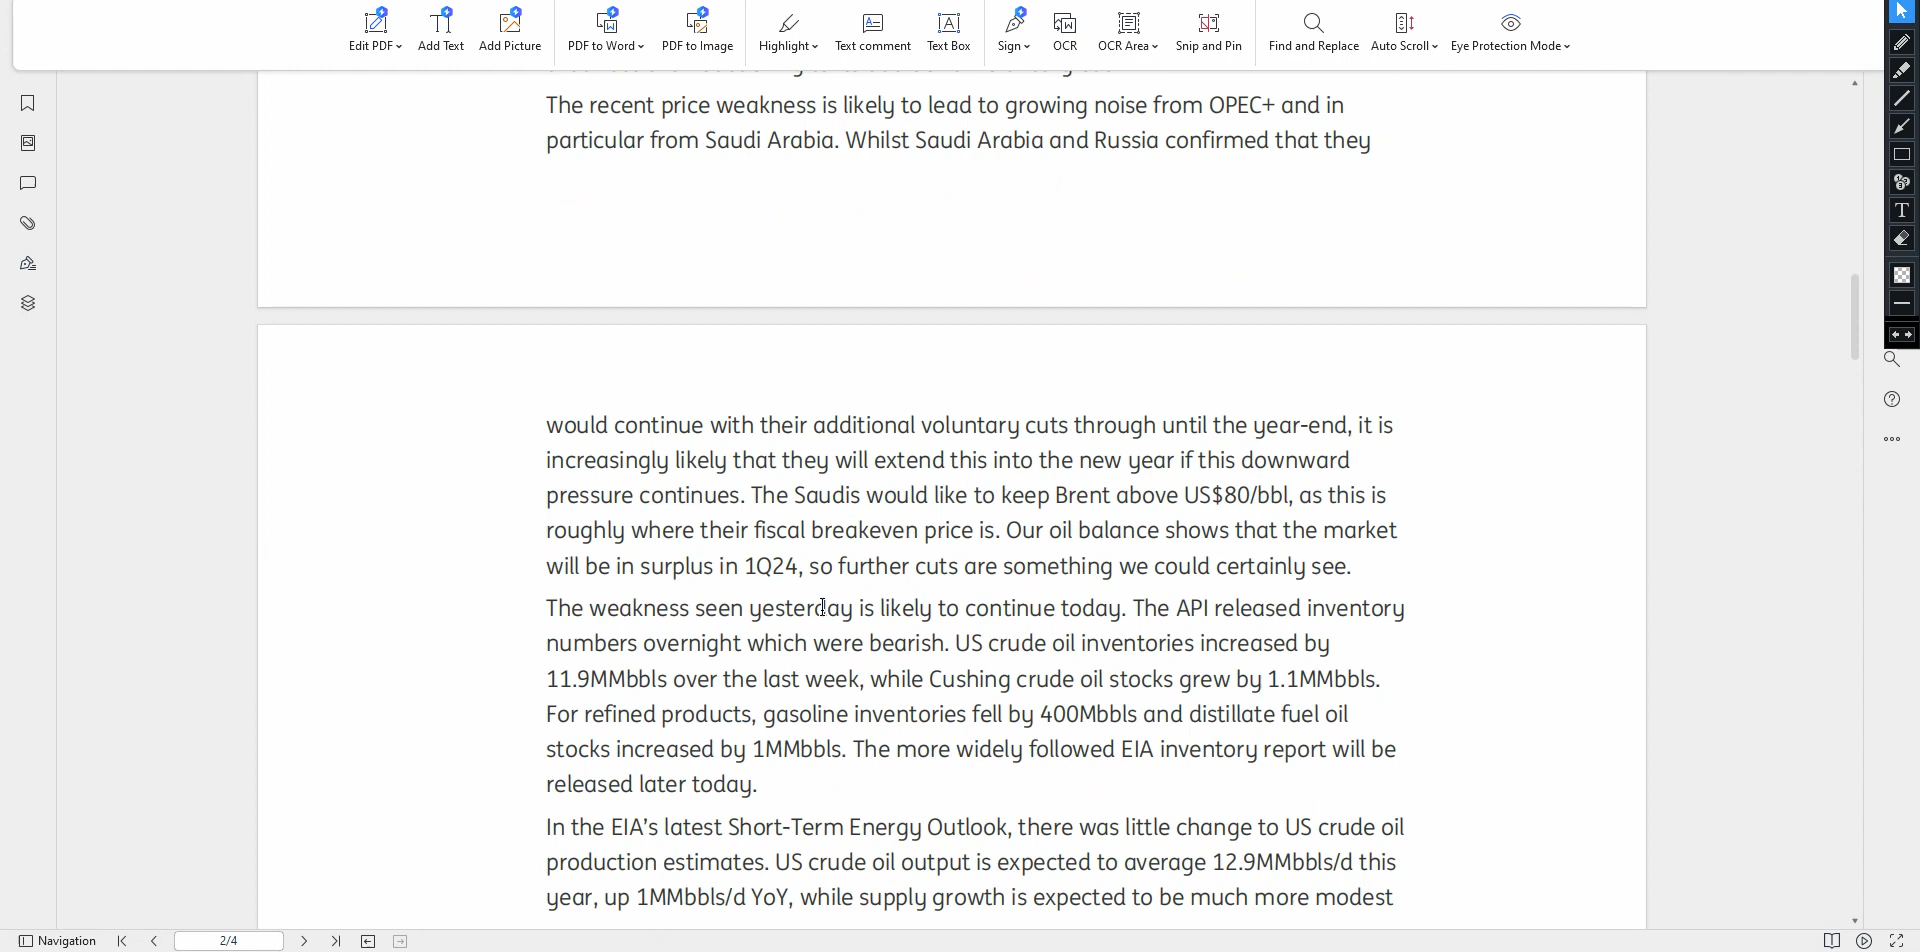 Edit PDF
Add Text
Add Picture
PDF to Word
PDF to Image
Highlight
Text comment
Text Box
Sign
OCR
OCR Area
Snip and Pin
Find and Replace
Auto Scroll
Eye Protection Mode
The recent price weakness is likely to lead to growing noise from OPEC+ and in
particular from Saudi Arabia. Whilst Saudi Arabia and Russia confirmed that they
would continue with their additional voluntary cuts through until the year-end, it is
increasingly likely that they will extend this into the new year if this downward
pressure continues. The Saudis would like to keep Brent above US$80/bbl, as this is
roughly where their fiscal breakeven price is. Our oil balance shows that the market
will be in surplus in 1Q24, so further cuts are something we could certainly see.
The weakness seen yesterday is likely to continue today. The API released inventory
numbers overnight which were bearish. US crude oil inventories increased by
11.9MMbbls over the last week, while Cushing crude oil stocks grew by 1.1MMbbls.
For refined products, gasoline inventories fell by 400Mbbls and distillate fuel oil
stocks increased by 1MMbbls. The more widely followed EIA inventory report will be
released later today.
In the EIA's latest Short-Term Energy Outlook, there was little change to US crude oil
production estimates. US crude oil output is expected to average 12.9MMbbls/d this
year, up 1MMbbls/d YoY, while supply growth is expected to be much more modest
Navigation
2/4